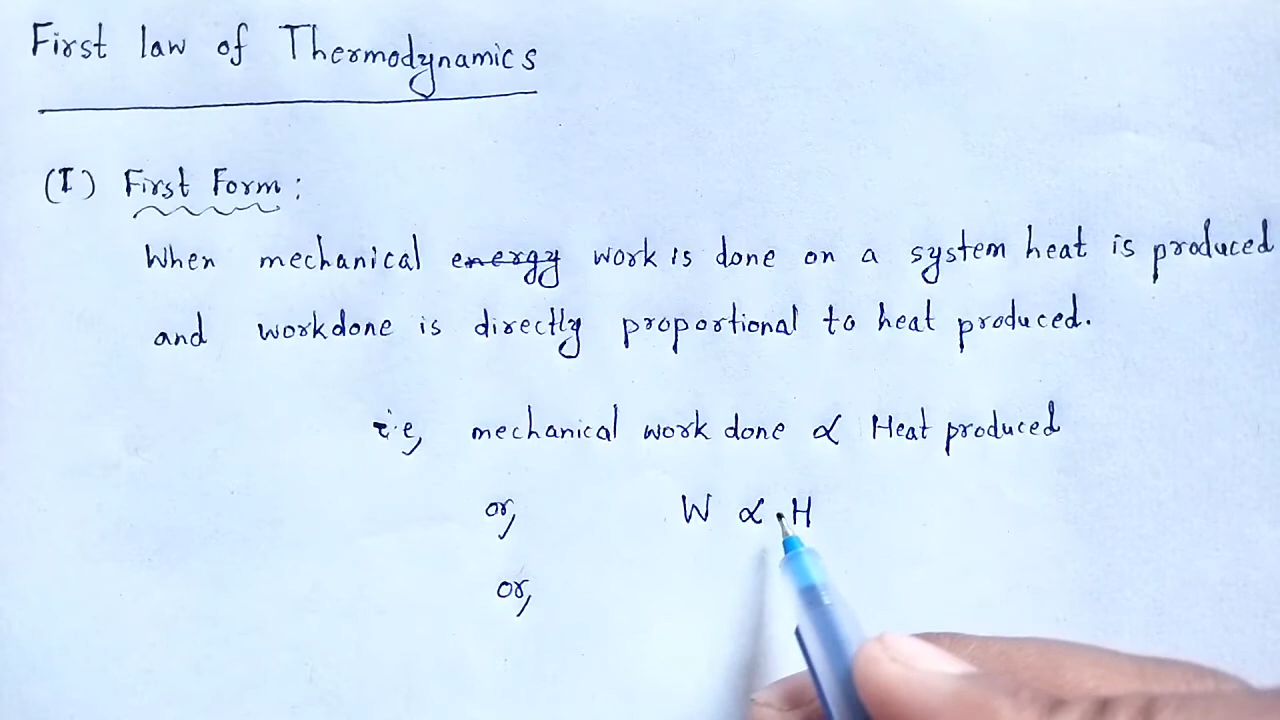 First law of Thermodynamics
(I) First Form:
When mechanical energy work is done on a system heat is produced
and workdone is directly proportional to heat produced.
i.e, mechanical work done ∝ Heat produced
or, W ∝ H
or,